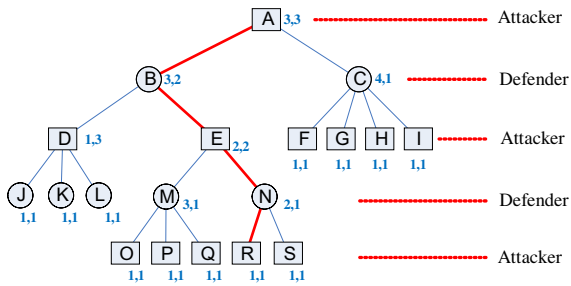 A 3,3 Attacker
B 3,2 C 4,1 Defender
D 1,3 E 2,2 F G H I Attacker
1,1 1,1 1,1 1,1
J K L M 3,1 N 2,1 Defender
1,1 1,1 1,1
O P Q R S Attacker
1,1 1,1 1,1 1,1 1,1